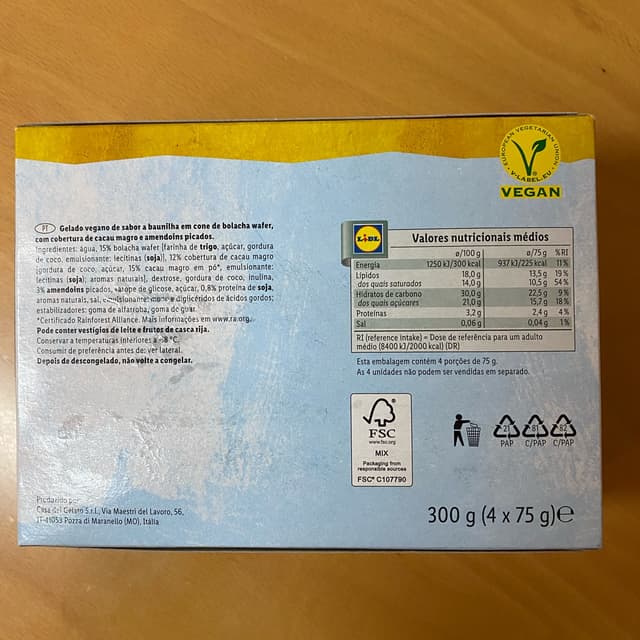 EUROPEAN VEGETARIAN UNION
• V-LABEL.EU •
VEGAN
PT Gelado vegano de sabor a baunilha em cone de bolacha wafer,
com cobertura de cacau magro e amendoins picados.
Ingredientes: água, 15% bolacha wafer [farinha de trigo, açúcar, gordura
de coco, emulsionante: lecitinas (soja)], 12% cobertura de cacau magro
[gordura de coco, açúcar, 15% cacau magro em pó*, emulsionante:
lecitinas (soja); aromas naturais], dextrose, gordura de coco, inulina,
3% amendoins picados, xarope de glicose, açúcar, 0,8% proteína de soja,
aromas naturais, sal, emulsionante: mono e diglicéridos de ácidos gordos;
estabilizadores: goma de alfarroba, goma de guar.
*Certificado Rainforest Alliance. Mais informações em www.ra.org.
Pode conter vestígios de leite e frutos de casca rija.
Conservar a temperaturas inferiores a -18 °C.
Consumir de preferência antes de: ver lateral.
Depois de descongelado, não volte a congelar.
Produzido por:
Casa del Gelato S.r.l., Via Maestri del Lavoro, 56,
IT-41053 Pozza di Maranello (MO), Itália
LIDL
Valores nutricionais médios
ø/100 g ø/75 g %RI
Energia 1250 kJ/300 kcal 937 kJ/225 kcal 11 %
Lípidos 18,0 g 13,5 g 19 %
dos quais saturados 14,0 g 10,5 g 54 %
Hidratos de carbono 30,0 g 22,5 g 9 %
dos quais açúcares 21,0 g 15,7 g 18 %
Proteínas 3,2 g 2,4 g 4 %
Sal 0,06 g 0,04 g 1 %
RI (reference intake) = Dose de referência para um adulto
médio (8400 kJ/2000 kcal) (DR)
Esta embalagem contém 4 porções de 75 g.
As 4 unidades não podem ser vendidas em separado.
FSC
www.fsc.org
MIX
Packaging from
responsible sources
FSC® C107790
21 81 82
PAP C/PAP C/PAP
300 g (4 x 75 g)e